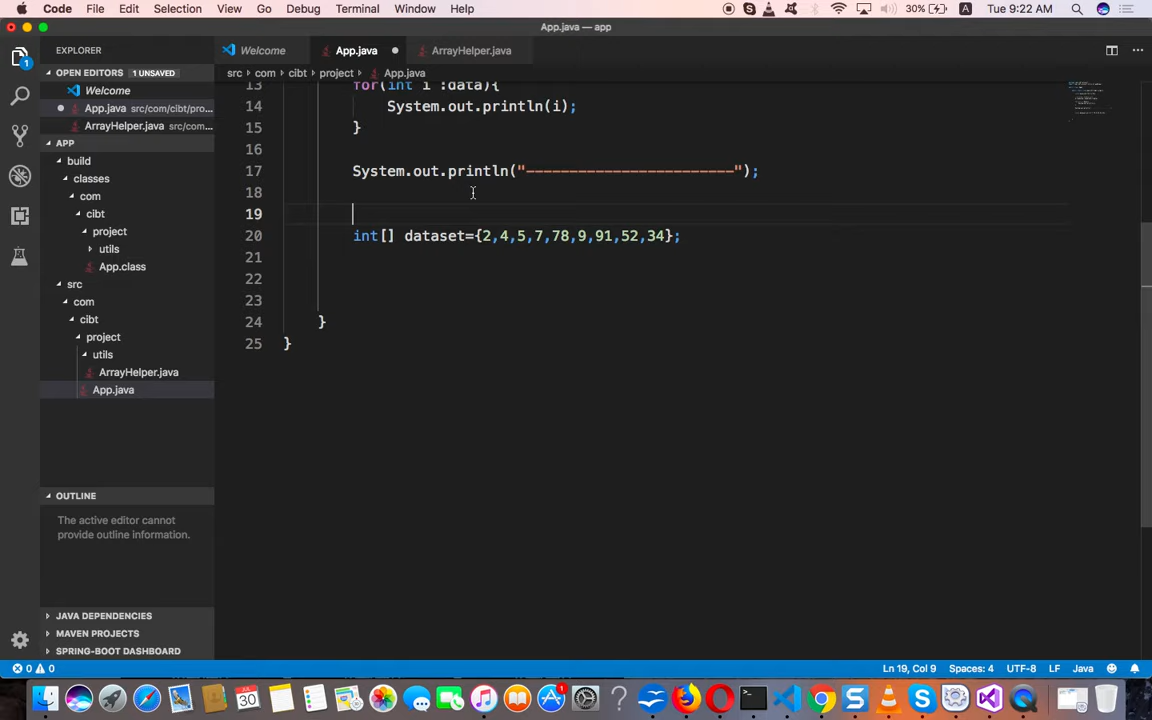 Code File Edit Selection View Go Debug Terminal Window Help 30% A Tue 9:22 AM
App.java — app
EXPLORER
Welcome App.java ArrayHelper.java
OPEN EDITORS 1 UNSAVED
src com cibt project App.java
Welcome
App.java src/com/cibt/pro...
ArrayHelper.java src/com...
APP
build
classes
com
cibt
project
utils
App.class
src
com
cibt
project
utils
ArrayHelper.java
App.java
13 for(int i :data){
14 System.out.println(i);
15 }
16
17 System.out.println("------------------------");
18
19
20 int[] dataset={2,4,5,7,78,9,91,52,34};
21
22
23
24 }
25 }
OUTLINE
The active editor cannot
provide outline information.
JAVA DEPENDENCIES
MAVEN PROJECTS
SPRING-BOOT DASHBOARD
1
0 0 Ln 19, Col 9 Spaces: 4 UTF-8 LF Java
30
1